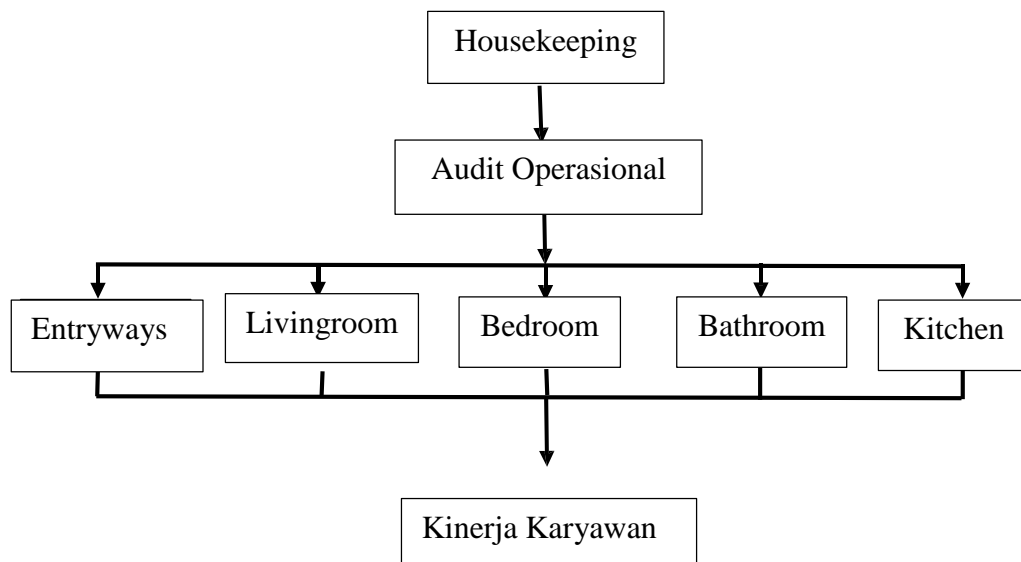 Housekeeping
Audit Operasional
Entryways
Livingroom
Bedroom
Bathroom
Kitchen
Kinerja Karyawan